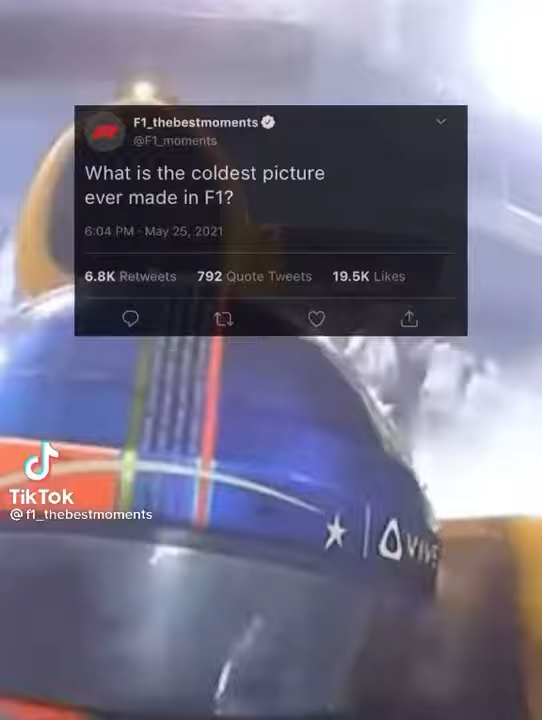 F1_thebestmoments
@F1_moments
What is the coldest picture
ever made in F1?
6:04 PM · May 25, 2021
6.8K Retweets 792 Quote Tweets 19.5K Likes
TikTok
@f1_thebestmoments
VIVE